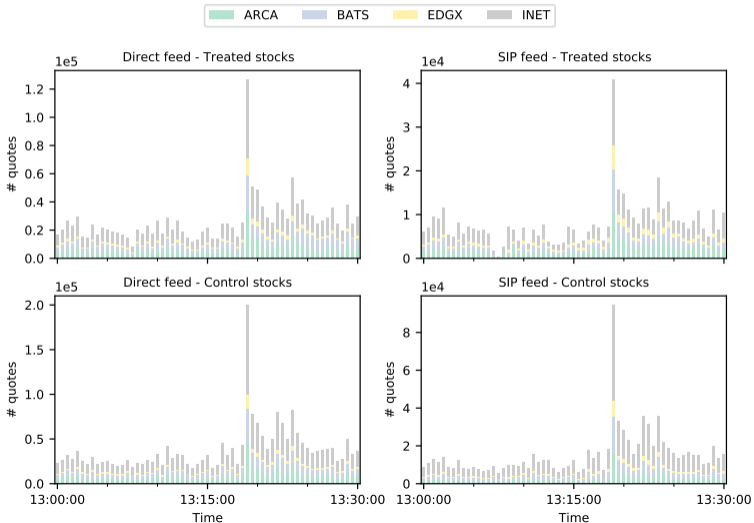 ARCA BATS EDGX INET
Direct feed - Treated stocks
1e5
1.2
1.0
0.8
0.6
0.4
0.2
0.0
# quotes
SIP feed - Treated stocks
1e4
4
3
2
1
0
# quotes
Direct feed - Control stocks
1e5
2.0
1.5
1.0
0.5
0.0
# quotes
13:00:00 13:15:00 13:30:00
Time
SIP feed - Control stocks
1e4
8
6
4
2
0
# quotes
13:00:00 13:15:00 13:30:00
Time